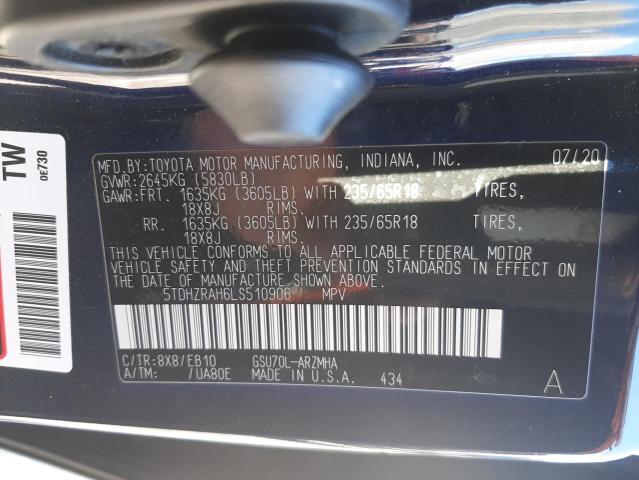 TW
0E730
MFD.BY:TOYOTA MOTOR MANUFACTURING, INDIANA, INC. 07/20
GVWR:2645KG (5830LB)
GAWR:FRT. 1635KG (3605LB) WITH 235/65R18 TIRES,
18X8J RIMS.
RR. 1635KG (3605LB) WITH 235/65R18 TIRES,
18X8J RIMS.
THIS VEHICLE CONFORMS TO ALL APPLICABLE FEDERAL MOTOR
VEHICLE SAFETY AND THEFT PREVENTION STANDARDS IN EFFECT ON
THE DATE OF MANUFACTURE SHOWN ABOVE.
5TDHZRAH6LS510906 MPV
C/TR:8X8/EB10 GSU70L-ARZMHA
A/TM: /UA80E MADE IN U.S.A. 434 A